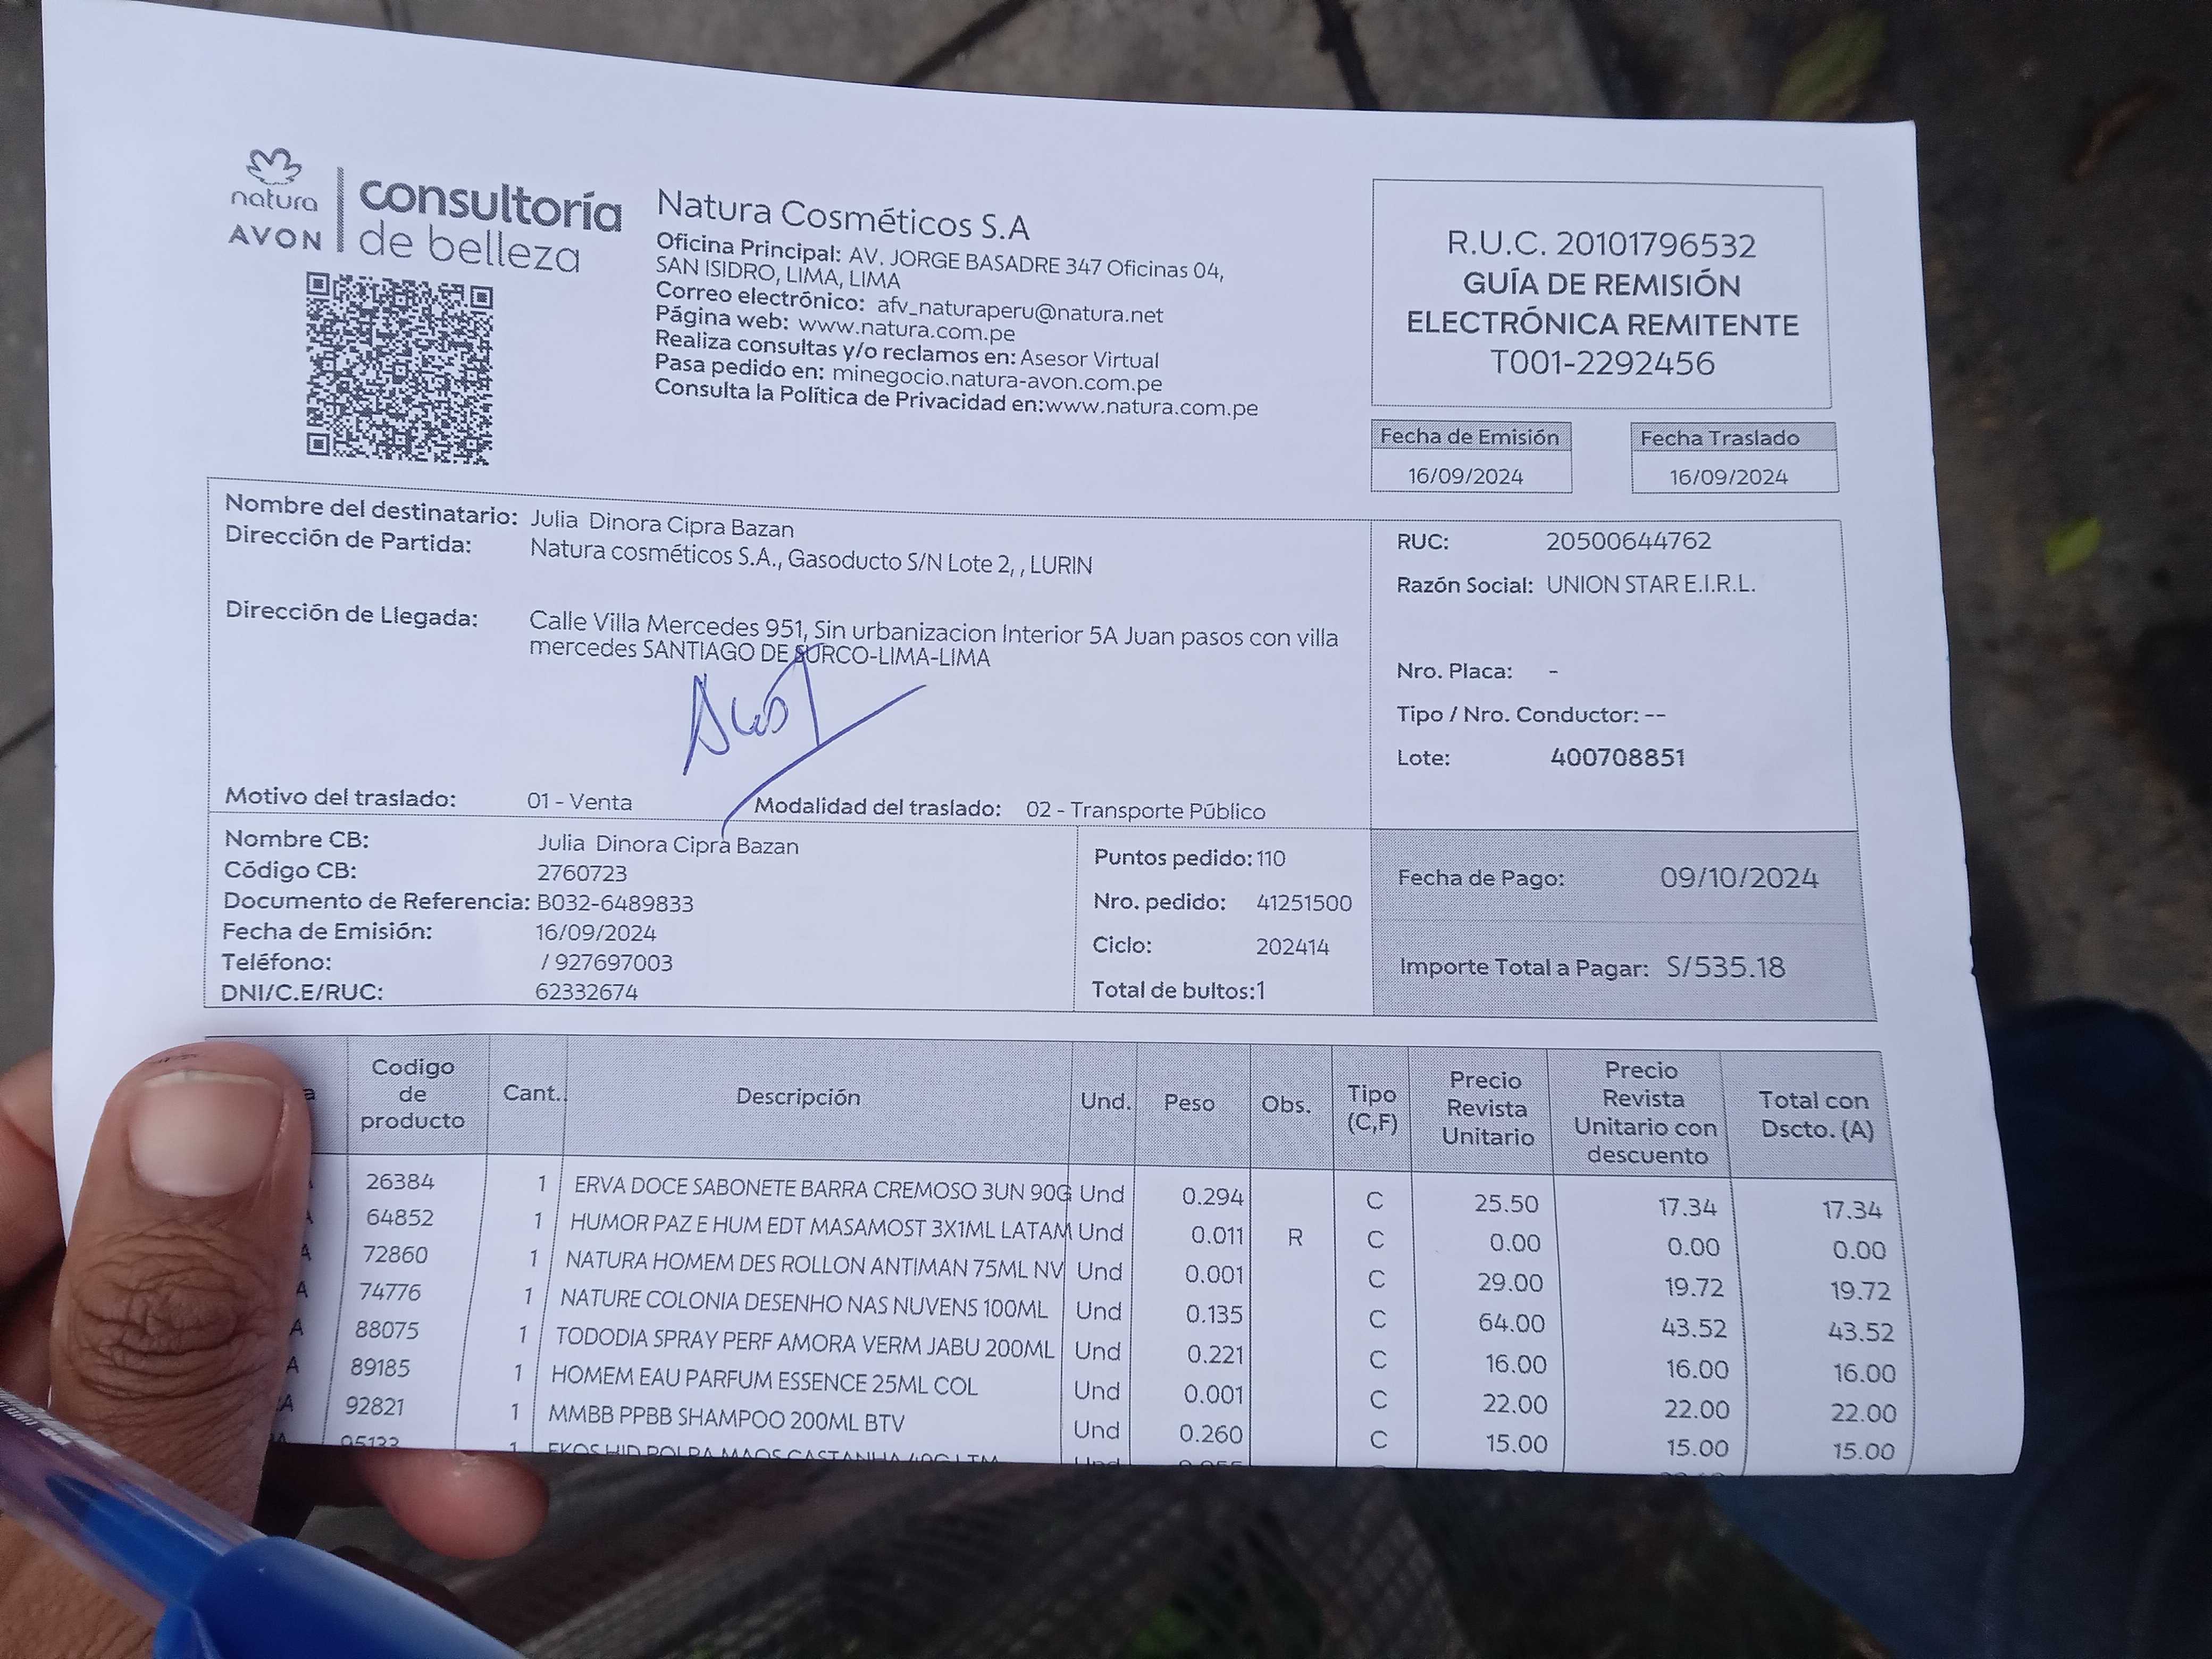 natura
AVON
consultoría
de belleza
Natura Cosméticos S.A
Oficina Principal: AV. JORGE BASADRE 347 Oficinas 04,
SAN ISIDRO, LIMA, LIMA
Correo electrónico: afv_naturaperu@natura.net
Página web: www.natura.com.pe
Realiza consultas y/o reclamos en: Asesor Virtual
Pasa pedido en: minegocio.natura-avon.com.pe
Consulta la Política de Privacidad en:www.natura.com.pe
R.U.C. 20101796532
GUÍA DE REMISIÓN
ELECTRÓNICA REMITENTE
T001-2292456
Fecha de Emisión Fecha Traslado
16/09/2024 16/09/2024
Nombre del destinatario: Julia Dinora Cipra Bazan
Dirección de Partida: Natura cosméticos S.A., Gasoducto S/N Lote 2, , LURIN
Dirección de Llegada: Calle Villa Mercedes 951, Sin urbanizacion Interior 5A Juan pasos con villa
mercedes SANTIAGO DE SURCO-LIMA-LIMA
Motivo del traslado: 01 - Venta Modalidad del traslado: 02 - Transporte Público
RUC: 20500644762
Razón Social: UNION STAR E.I.R.L.
Nro. Placa: -
Tipo / Nro. Conductor: --
Lote: 400708851
Nombre CB: Julia Dinora Cipra Bazan
Código CB: 2760723
Documento de Referencia: B032-6489833
Fecha de Emisión: 16/09/2024
Teléfono: / 927697003
DNI/C.E/RUC: 62332674
Puntos pedido: 110
Nro. pedido: 41251500
Ciclo: 202414
Total de bultos:1
Fecha de Pago: 09/10/2024
Importe Total a Pagar: S/535.18
Codigo de producto Cant. Descripción Und. Peso Obs. Tipo (C,F) Precio Revista Unitario Precio Revista Unitario con descuento Total con Dscto. (A)
26384 1 ERVA DOCE SABONETE BARRA CREMOSO 3UN 90G Und 0.294 C 25.50 17.34 17.34
64852 1 HUMOR PAZ E HUM EDT MASAMOST 3X1ML LATAM Und 0.011 R C 0.00 0.00 0.00
72860 1 NATURA HOMEM DES ROLLON ANTIMAN 75ML NV Und 0.001 C 29.00 19.72 19.72
74776 1 NATURE COLONIA DESENHO NAS NUVENS 100ML Und 0.135 C 64.00 43.52 43.52
88075 1 TODODIA SPRAY PERF AMORA VERM JABU 200ML Und 0.221 C 16.00 16.00 16.00
89185 1 HOMEM EAU PARFUM ESSENCE 25ML COL Und 0.001 C 22.00 22.00 22.00
92821 1 MMBB PPBB SHAMPOO 200ML BTV Und 0.260 C 15.00 15.00 15.00
95133 1 EKOS HID POLPA MAOS CASTANHA 40G LTM Und